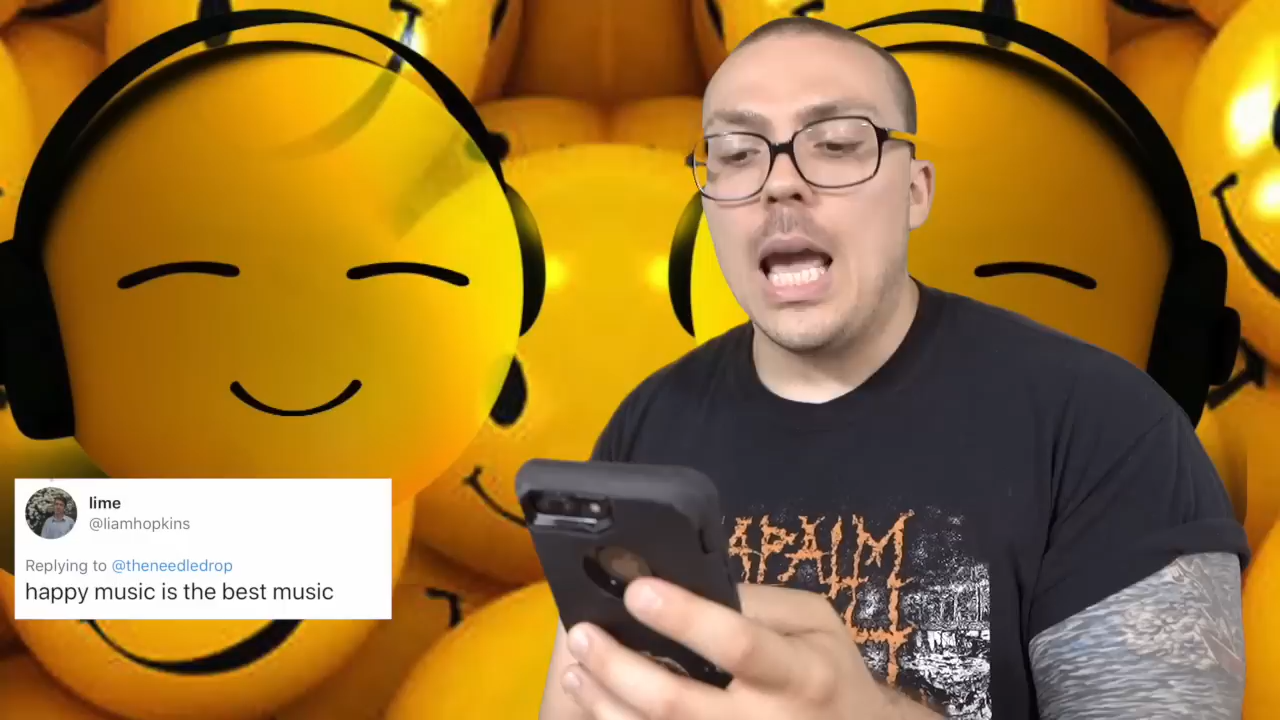 lime
@liamhopkins
Replying to @theneedledrop
happy music is the best music